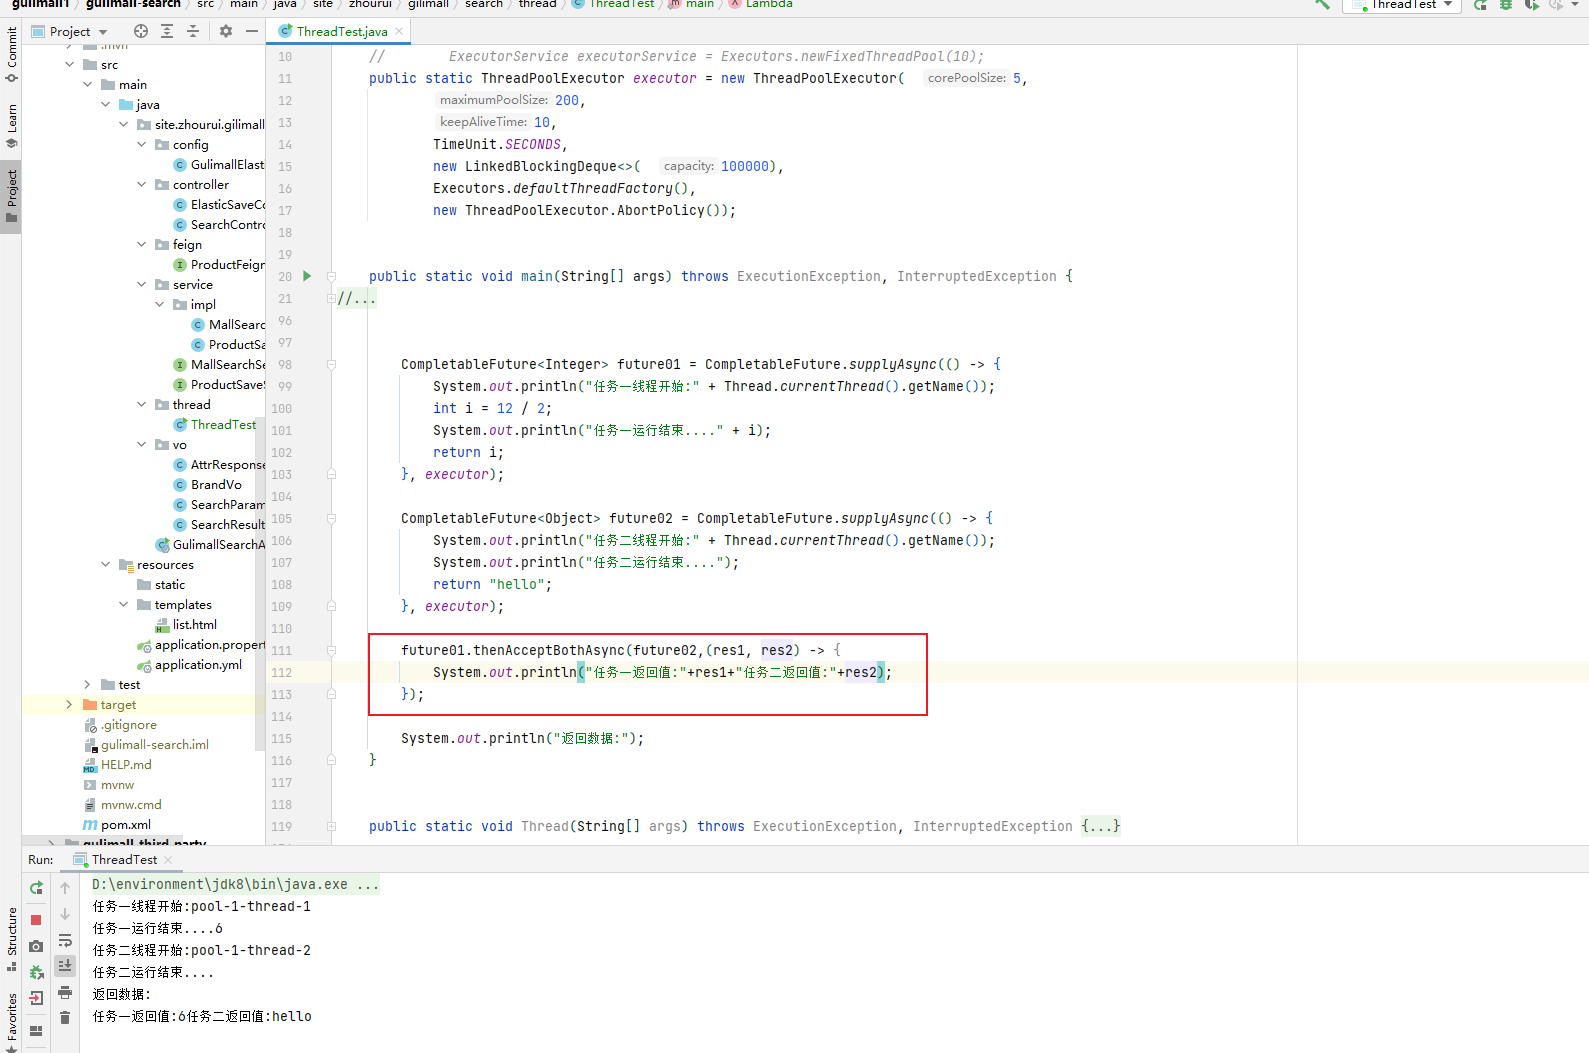 gulimall1 › gulimall-search › src › main › java › site › zhourui › gilimall › search › thread › ThreadTest › main › Lambda
ThreadTest
Commit
Learn
Project
Structure
Favorites
Project
.mvn
src
main
java
site.zhourui.gilimall
config
GulimallElast
controller
ElasticSaveCo
SearchContro
feign
ProductFeign
service
impl
MallSearc
ProductSa
MallSearchSe
ProductSaveS
thread
ThreadTest
vo
AttrResponse
BrandVo
SearchParam
SearchResult
GulimallSearchA
resources
static
templates
list.html
application.propert
application.yml
test
target
.gitignore
gulimall-search.iml
HELP.md
mvnw
mvnw.cmd
pom.xml
gulimall-third-party
ThreadTest.java
10 //        ExecutorService executorService = Executors.newFixedThreadPool(10);
11 public static ThreadPoolExecutor executor = new ThreadPoolExecutor( corePoolSize: 5,
12 maximumPoolSize: 200,
13 keepAliveTime: 10,
14 TimeUnit.SECONDS,
15 new LinkedBlockingDeque<>( capacity: 100000),
16 Executors.defaultThreadFactory(),
17 new ThreadPoolExecutor.AbortPolicy());
18
19
20 public static void main(String[] args) throws ExecutionException, InterruptedException {
21 //...
96
97
98 CompletableFuture<Integer> future01 = CompletableFuture.supplyAsync(() -> {
99 System.out.println("任务一线程开始:" + Thread.currentThread().getName());
100 int i = 12 / 2;
101 System.out.println("任务一运行结束...." + i);
102 return i;
103 }, executor);
104
105 CompletableFuture<Object> future02 = CompletableFuture.supplyAsync(() -> {
106 System.out.println("任务二线程开始:" + Thread.currentThread().getName());
107 System.out.println("任务二运行结束....");
108 return "hello";
109 }, executor);
110
111 future01.thenAcceptBothAsync(future02,(res1, res2) -> {
112 System.out.println("任务一返回值:"+res1+"任务二返回值:"+res2);
113 });
114
115 System.out.println("返回数据:");
116 }
117
118
119 public static void Thread(String[] args) throws ExecutionException, InterruptedException {...}
Run: ThreadTest
D:\environment\jdk8\bin\java.exe ...
任务一线程开始:pool-1-thread-1
任务一运行结束....6
任务二线程开始:pool-1-thread-2
任务二运行结束....
返回数据:
任务一返回值:6任务二返回值:hello